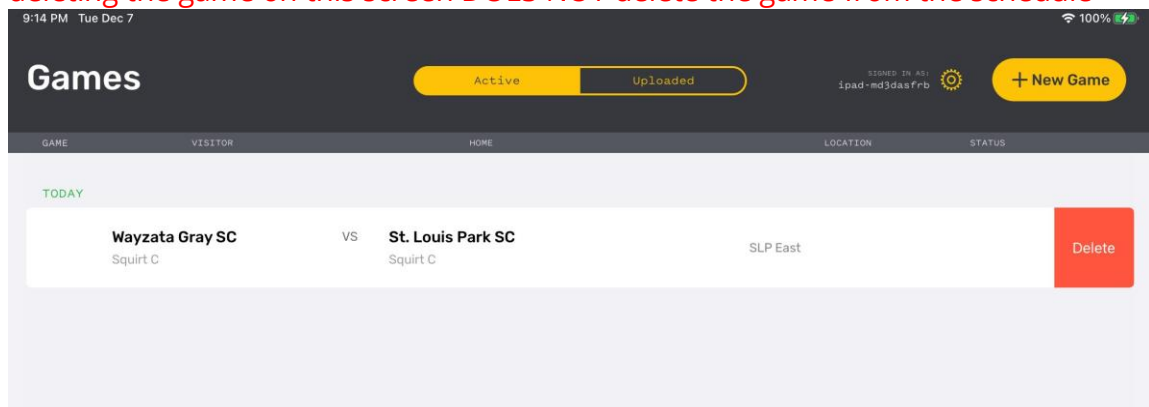 deleting the game on this screen DOES NOT delete the game from the schedule
9:14 PM Tue Dec 7 100%
Games Active Uploaded SIGNED IN AS: ipad-md3dasfrb + New Game
GAME VISITOR HOME LOCATION STATUS
TODAY
Wayzata Gray SC VS St. Louis Park SC SLP East Delete
Squirt C Squirt C